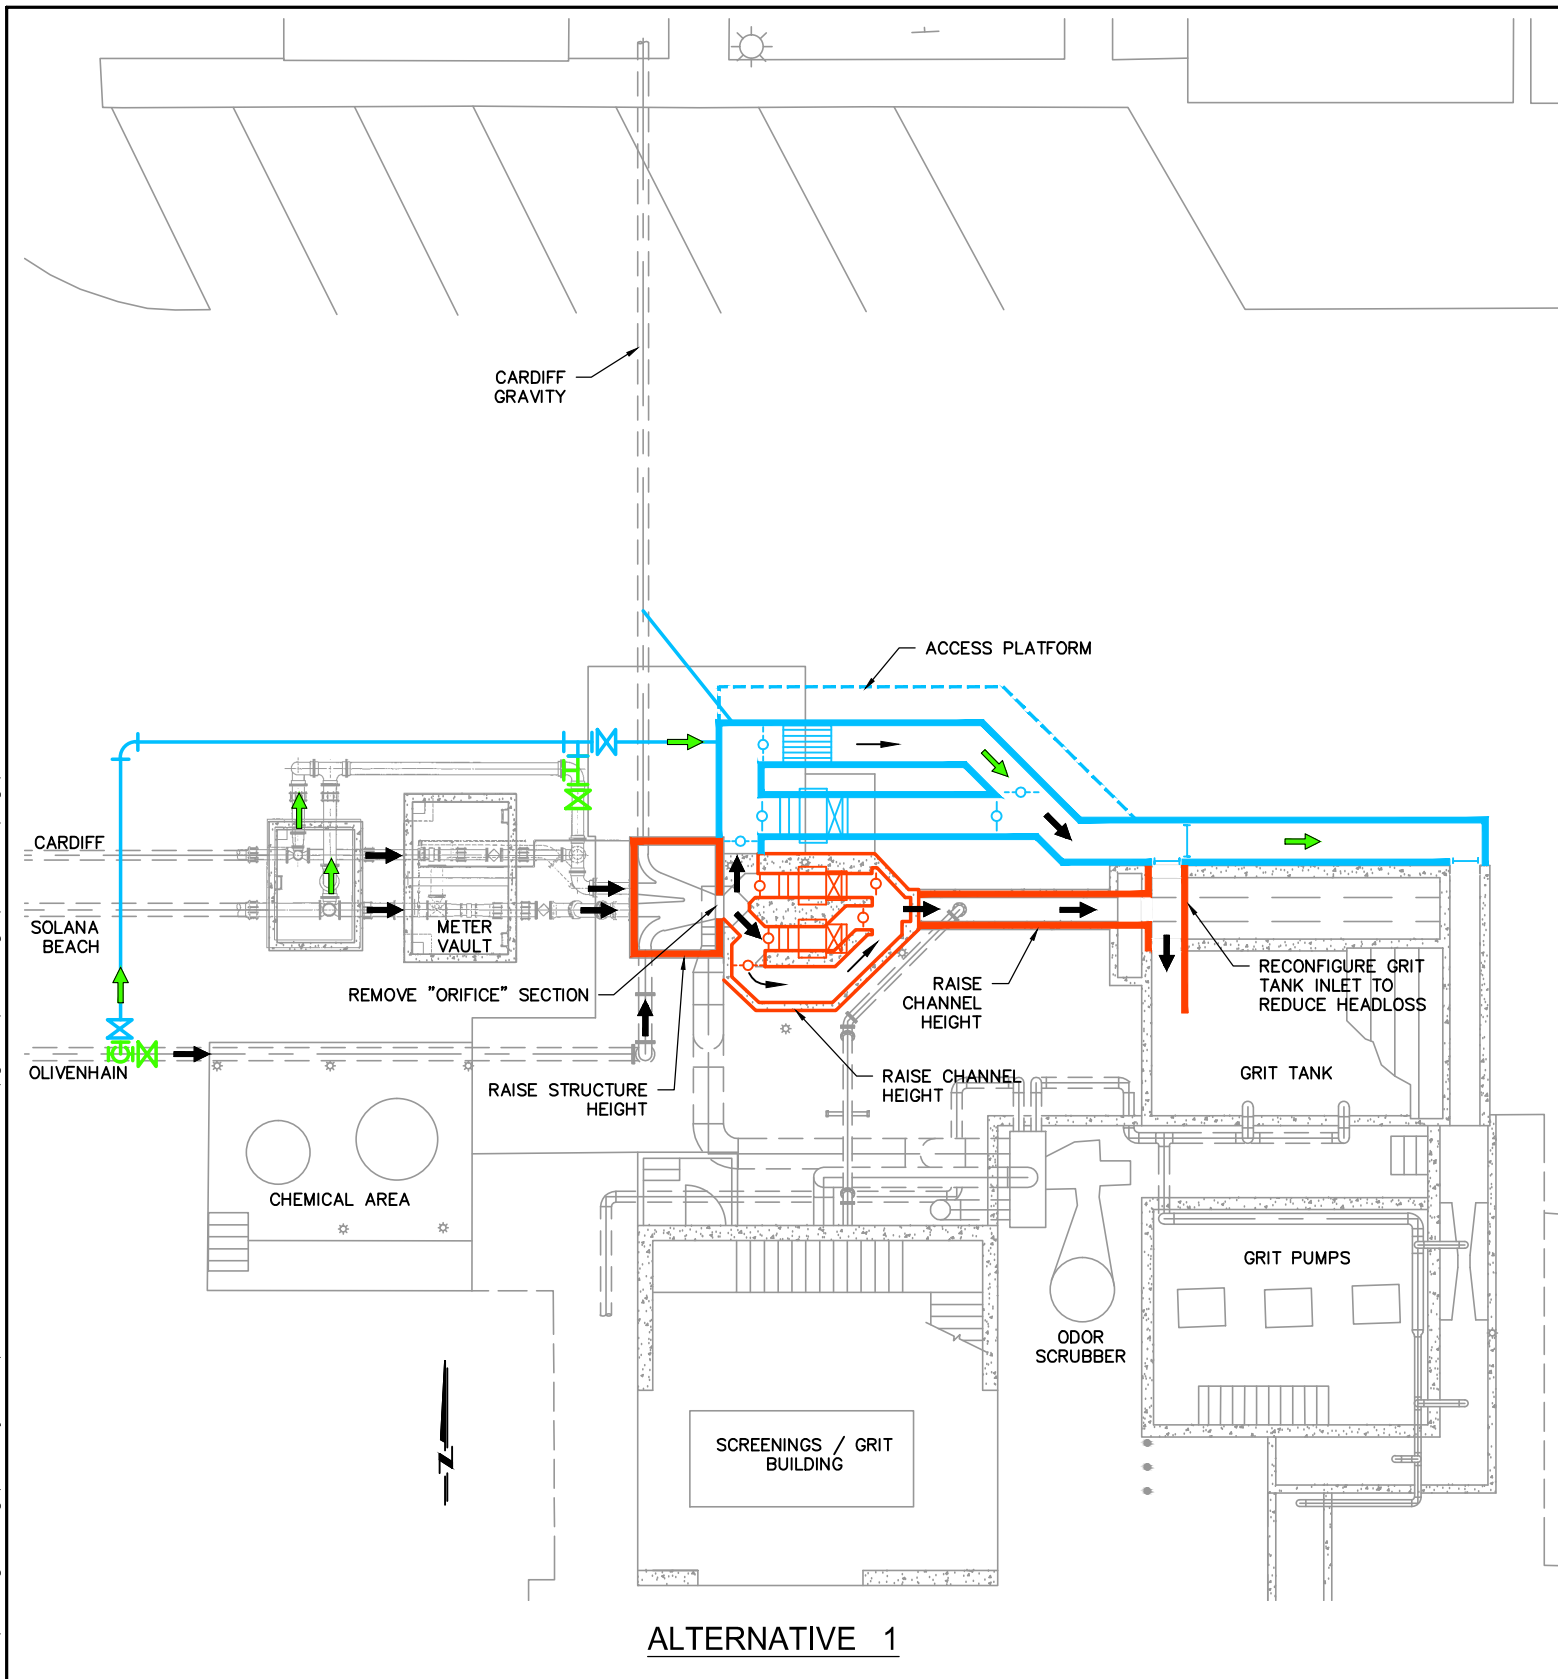 CARDIFF
GRAVITY
ACCESS PLATFORM
CARDIFF
SOLANA
BEACH
METER
VAULT
REMOVE "ORIFICE" SECTION
RAISE
CHANNEL
HEIGHT
RECONFIGURE GRIT
TANK INLET TO
REDUCE HEADLOSS
OLIVENHAIN
RAISE STRUCTURE
HEIGHT
RAISE CHANNEL
HEIGHT
GRIT TANK
CHEMICAL AREA
GRIT PUMPS
ODOR
SCRUBBER
SCREENINGS / GRIT
BUILDING
N
ALTERNATIVE 1